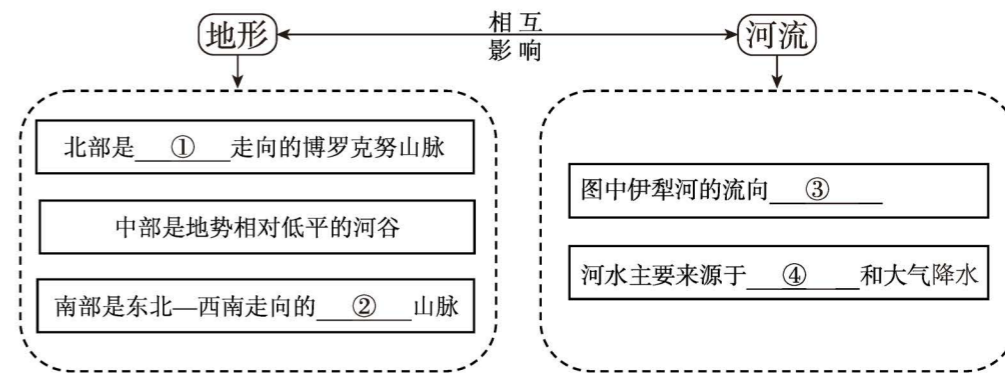 地形
相互
影响
河流
北部是 ① 走向的博罗克努山脉
中部是地势相对低平的河谷
南部是东北—西南走向的 ② 山脉
图中伊犁河的流向 ③
河水主要来源于 ④ 和大气降水